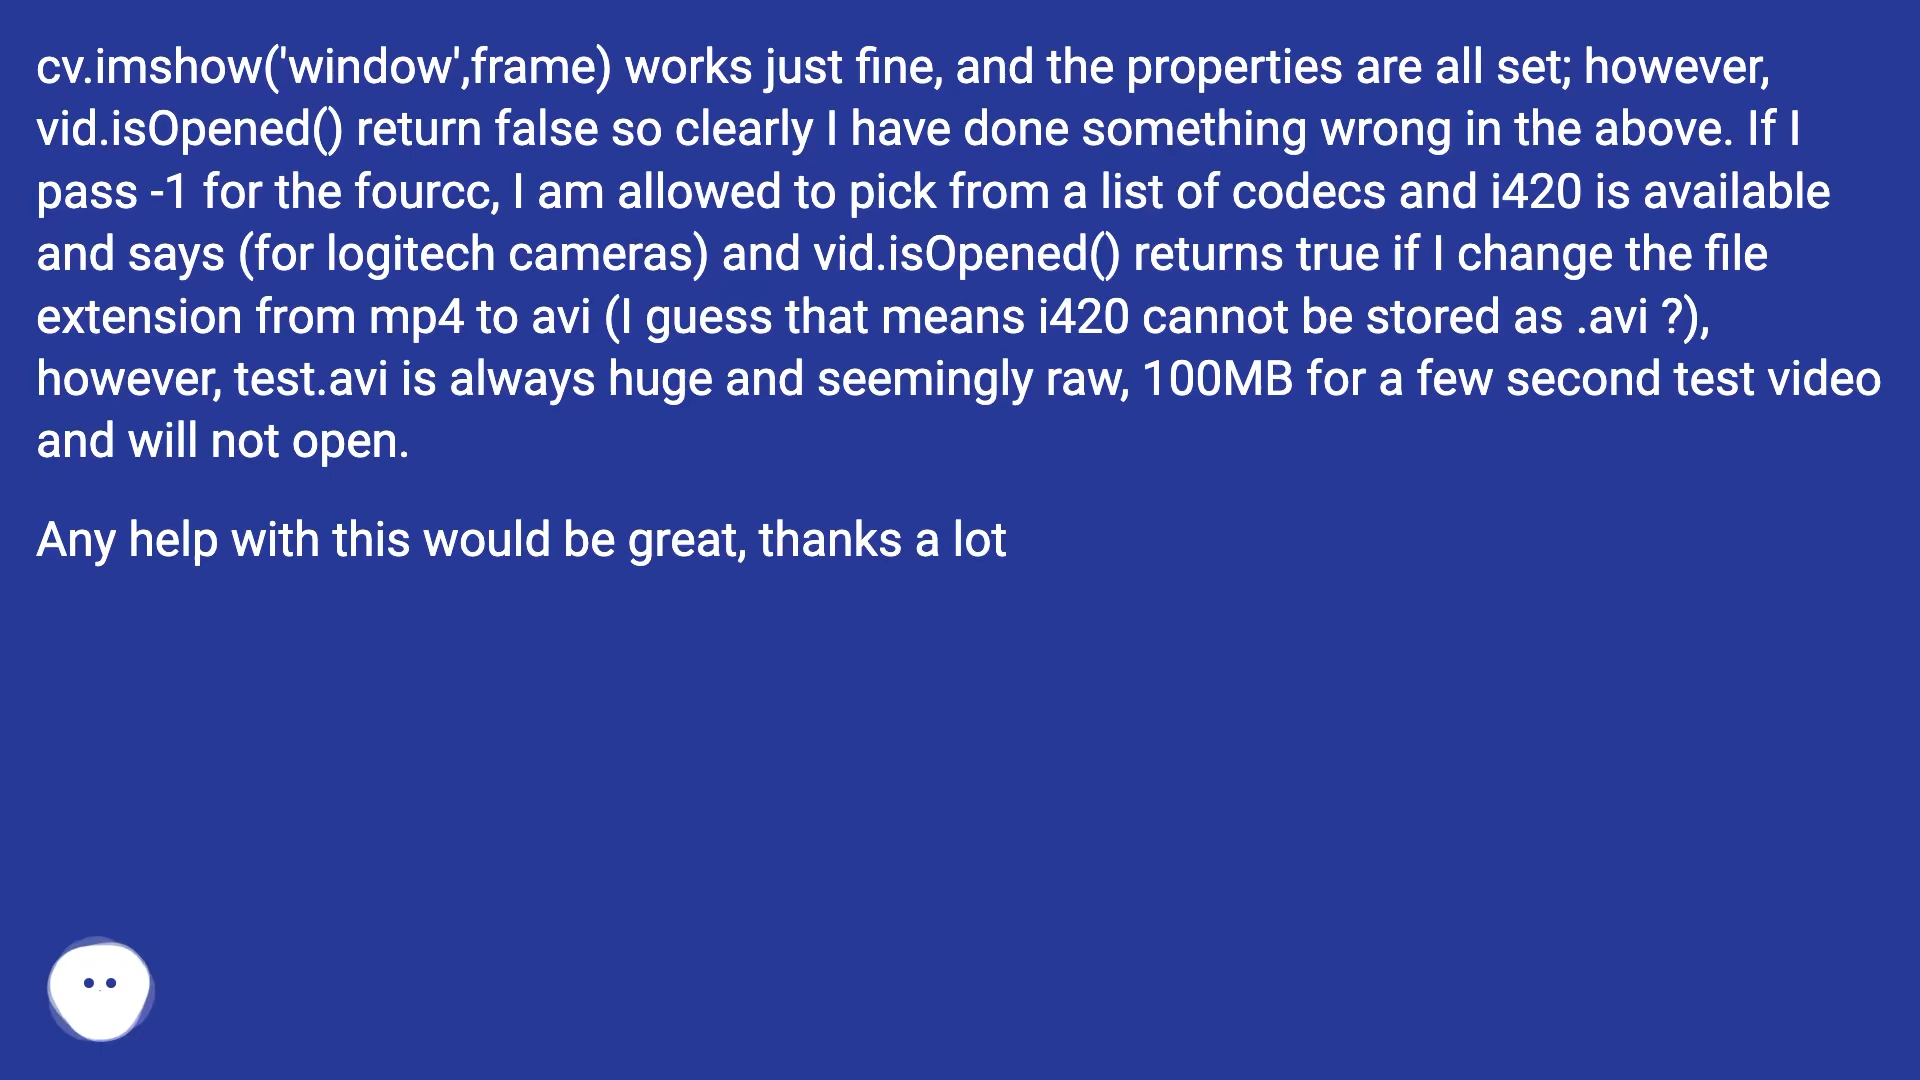 cv.imshow('window',frame) works just fine, and the properties are all set; however,
vid.isOpened() return false so clearly I have done something wrong in the above. If I
pass -1 for the fourcc, I am allowed to pick from a list of codecs and i420 is available
and says (for logitech cameras) and vid.isOpened() returns true if I change the file
extension from mp4 to avi (I guess that means i420 cannot be stored as .avi ?),
however, test.avi is always huge and seemingly raw, 100MB for a few second test video
and will not open.
Any help with this would be great, thanks a lot